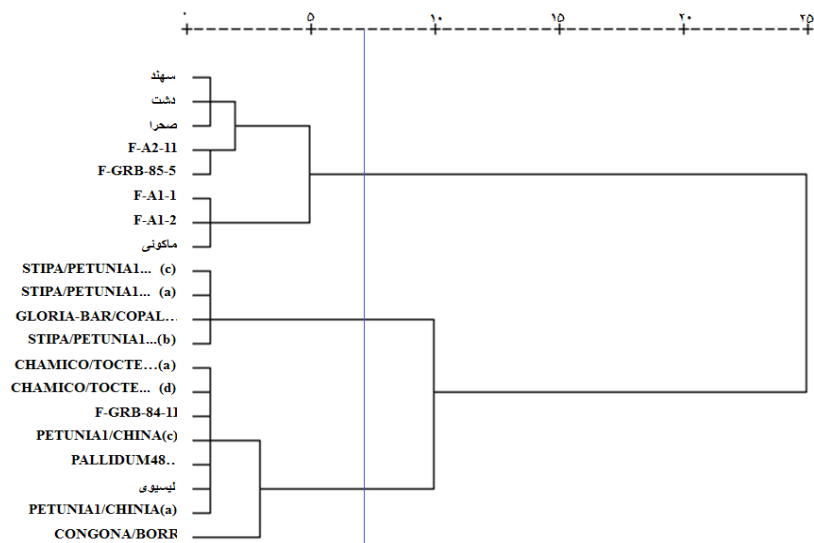 ۰ ۵ ۱۰ ۱۵ ۲۰ ۲۵
سهند
دشت
صحرا
F-A2-11
F-GRB-85-5
F-A1-1
F-A1-2
ماکوئی
STIPA/PETUNIA1... (c)
STIPA/PETUNIA1... (a)
GLORIA-BAR/COPAL...
STIPA/PETUNIA1...(b)
CHAMICO/TOCTE...(a)
CHAMICO/TOCTE... (d)
F-GRB-84-11
PETUNIA1/CHINA(c)
PALLIDUM48..
لیسیوی
PETUNIA1/CHINIA(a)
CONGONA/BORR